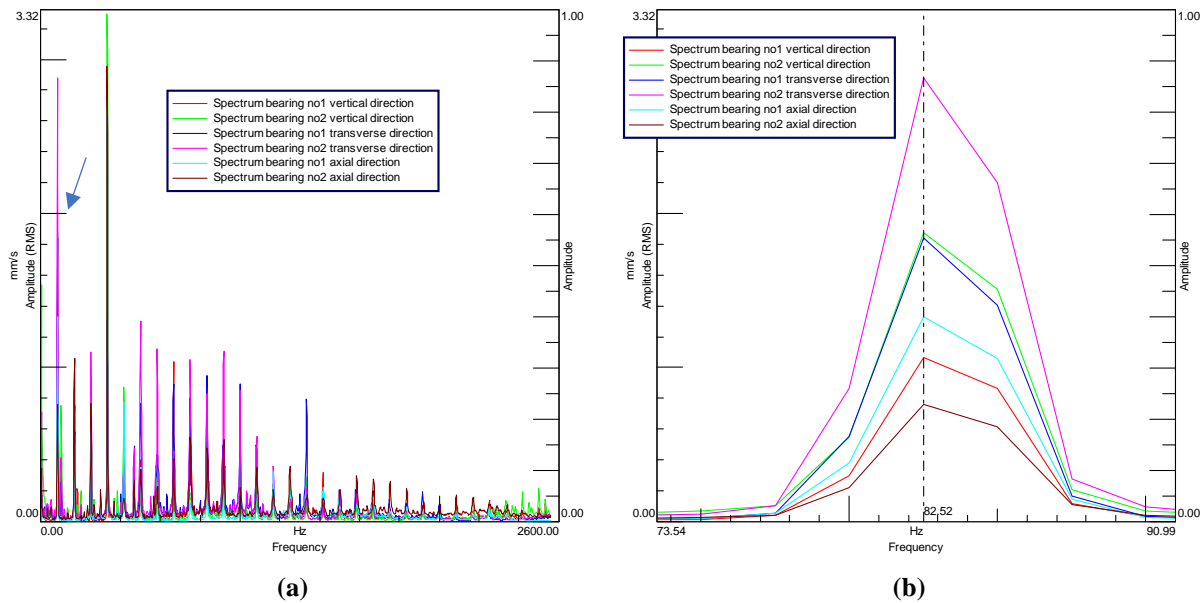 3.32
1.00
Spectrum bearing no1 vertical direction
Spectrum bearing no2 vertical direction
Spectrum bearing no1 transverse direction
Spectrum bearing no2 transverse direction
Spectrum bearing no1 axial direction
Spectrum bearing no2 axial direction
mm/s
Amplitude (RMS)
Amplitude
0.00
0.00
0.00
Hz
2600.00
Frequency
(a)
3.32
1.00
Spectrum bearing no1 vertical direction
Spectrum bearing no2 vertical direction
Spectrum bearing no1 transverse direction
Spectrum bearing no2 transverse direction
Spectrum bearing no1 axial direction
Spectrum bearing no2 axial direction
mm/s
Amplitude (RMS)
Amplitude
0.00
82,52
0.00
73.54
Hz
90.99
Frequency
(b)